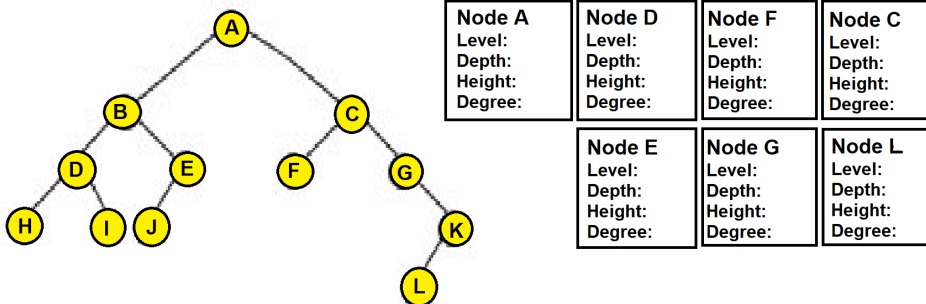 A
B
C
D
E
F
G
H
I
J
K
L
Node A
Level:
Depth:
Height:
Degree:
Node D
Level:
Depth:
Height:
Degree:
Node F
Level:
Depth:
Height:
Degree:
Node C
Level:
Depth:
Height:
Degree:
Node E
Level:
Depth:
Height:
Degree:
Node G
Level:
Depth:
Height:
Degree:
Node L
Level:
Depth:
Height:
Degree: